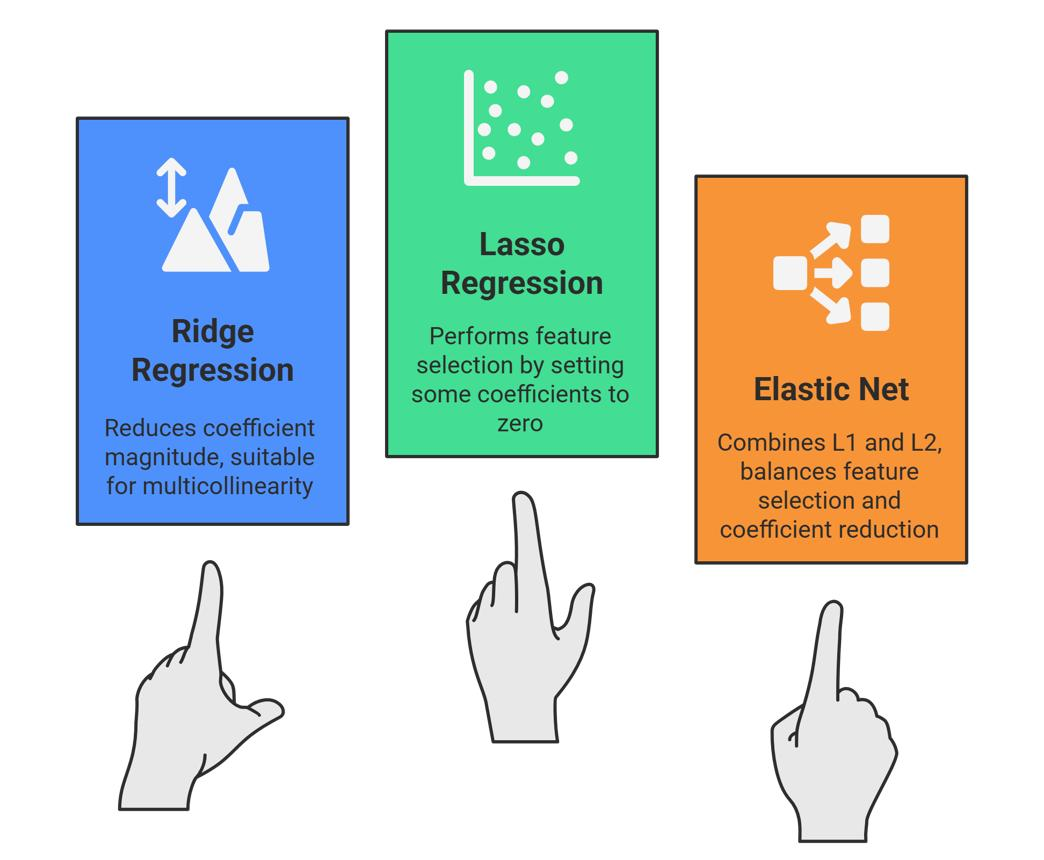 Ridge
Regression
Reduces coefficient
magnitude, suitable
for multicollinearity
Lasso
Regression
Performs feature
selection by setting
some coefficients to
zero
Elastic Net
Combines L1 and L2,
balances feature
selection and
coefficient reduction